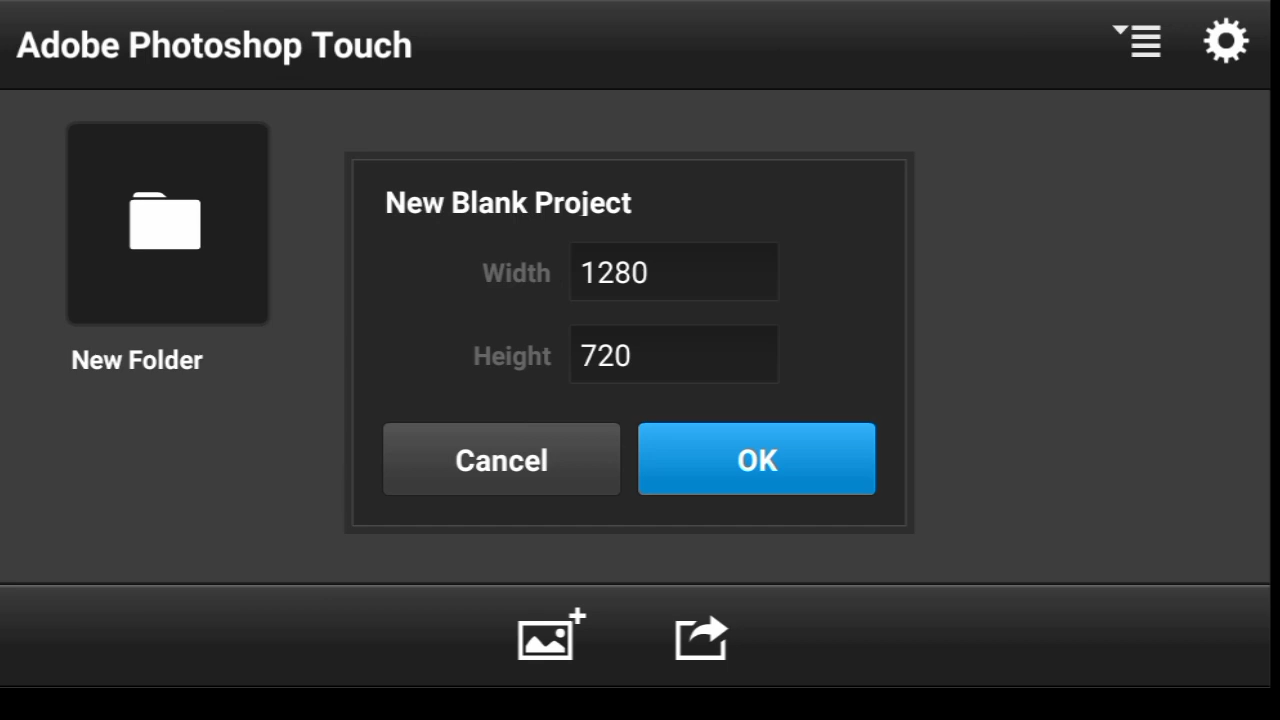 Adobe Photoshop Touch
New Folder
New Blank Project
Width 1280
Height 720
Cancel OK